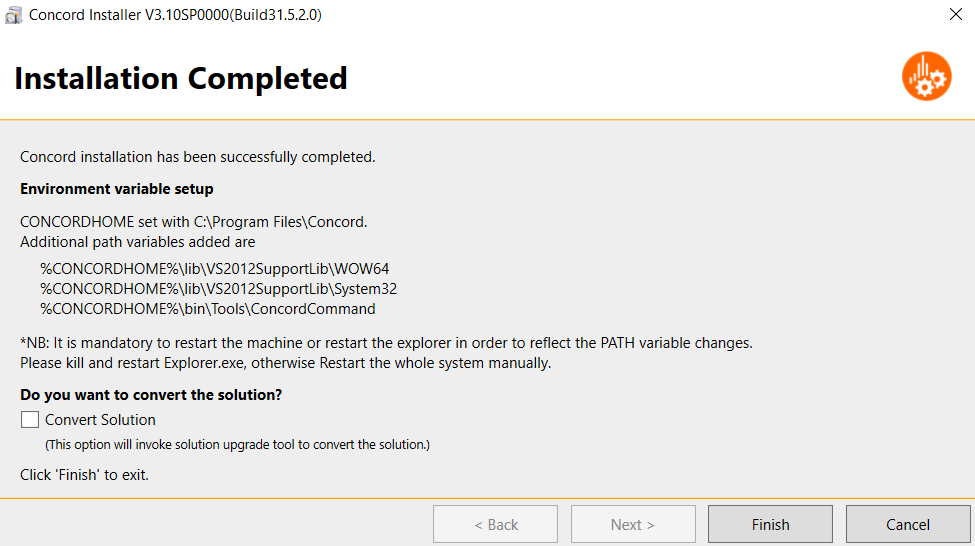 Concord Installer V3.10SP0000(Build31.5.2.0)
Installation Completed
Concord installation has been successfully completed.
Environment variable setup
CONCORDHOME set with C:\Program Files\Concord.
Additional path variables added are
%CONCORDHOME%\lib\VS2012SupportLib\WOW64
%CONCORDHOME%\lib\VS2012SupportLib\System32
%CONCORDHOME%\bin\Tools\ConcordCommand
*NB: It is mandatory to restart the machine or restart the explorer in order to reflect the PATH variable changes.
Please kill and restart Explorer.exe, otherwise Restart the whole system manually.
Do you want to convert the solution?
Convert Solution
(This option will invoke solution upgrade tool to convert the solution.)
Click 'Finish' to exit.
< Back Next > Finish Cancel